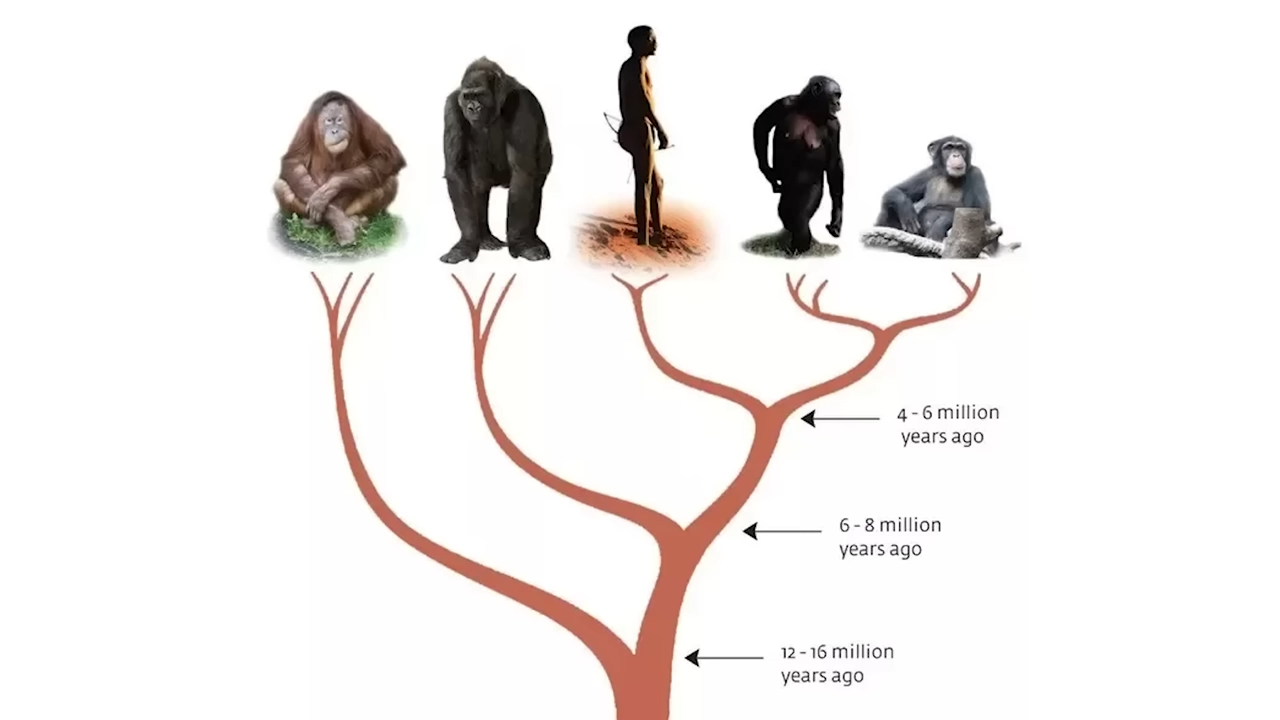 4 - 6 million
years ago
6 - 8 million
years ago
12 - 16 million
years ago